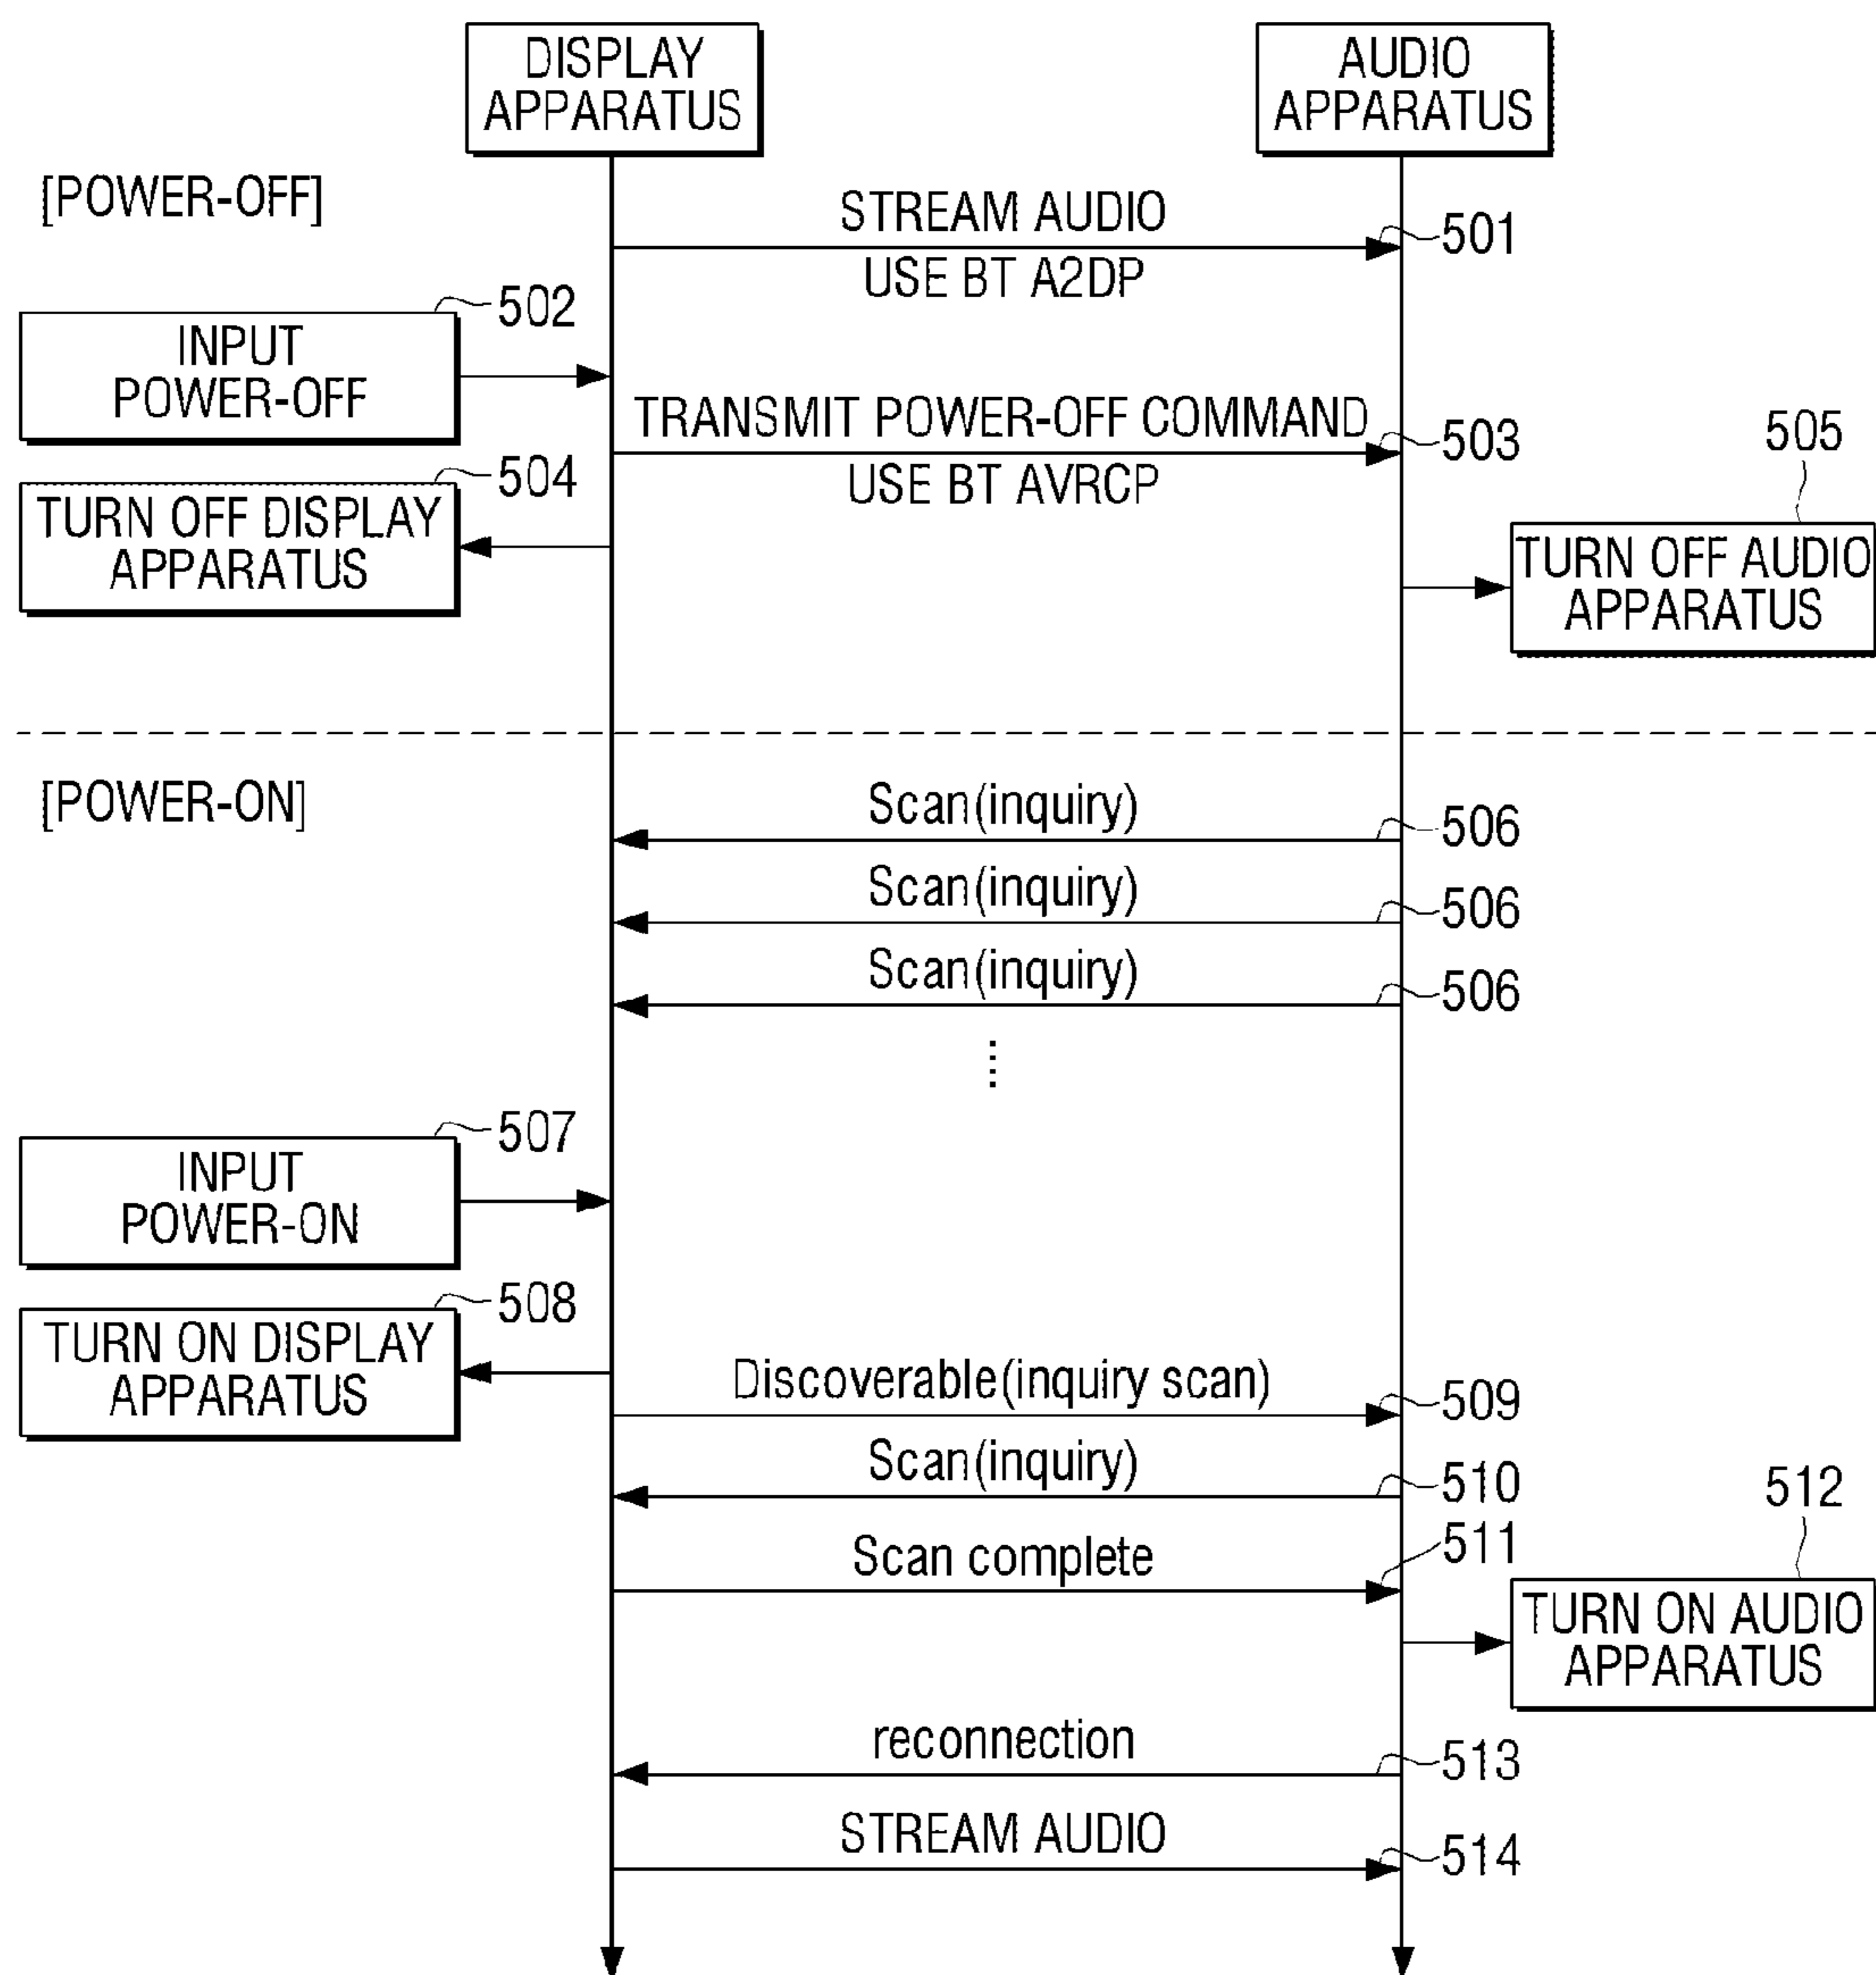 DISPLAY
APPARATUS
AUDIO
APPARATUS
[POWER-OFF]
STREAM AUDIO
501
USE BT A2DP
502
INPUT
POWER-OFF
TRANSMIT POWER-OFF COMMAND
503
USE BT AVRCP
504
TURN OFF DISPLAY
APPARATUS
505
TURN OFF AUDIO
APPARATUS
[POWER-ON]
Scan(inquiry)
506
Scan(inquiry)
506
Scan(inquiry)
506
507
INPUT
POWER-ON
508
TURN ON DISPLAY
APPARATUS
Discoverable(inquiry scan)
509
Scan(inquiry)
510
Scan complete
511
512
TURN ON AUDIO
APPARATUS
reconnection
513
STREAM AUDIO
514